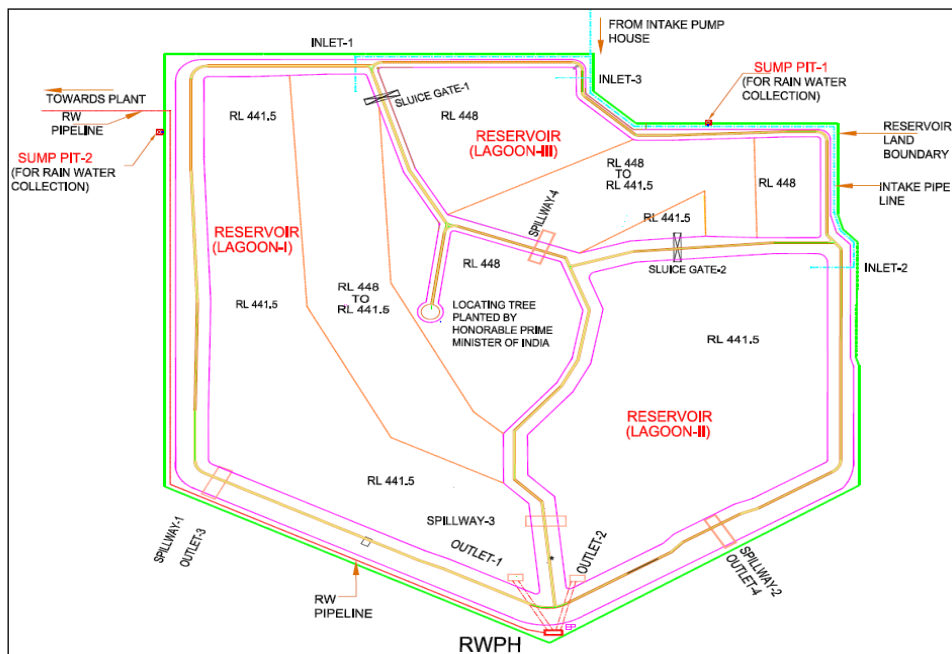 FROM INTAKE PUMP
HOUSE
INLET-1
INLET-3
SUMP PIT-1
(FOR RAIN WATER
COLLECTION)
TOWARDS PLANT
RW
PIPELINE
SLUICE GATE-1
RL 441.5
RL 448
RESERVOIR
(LAGOON-III)
RESERVOIR
LAND
BOUNDARY
SUMP PIT-2
(FOR RAIN WATER
COLLECTION)
RL 448
TO
RL 441.5
RL 448
INTAKE PIPE
LINE
RL 441.5
SPILLWAY-4
RESERVOIR
(LAGOON-I)
RL 448
SLUICE GATE-2
INLET-2
RL 441.5
RL 448
TO
RL 441.5
LOCATING TREE
PLANTED BY
HONORABLE PRIME
MINISTER OF INDIA
RL 441.5
RESERVOIR
(LAGOON-II)
RL 441.5
SPILLWAY-1
OUTLET-3
SPILLWAY-3
OUTLET-1
OUTLET-2
SPILLWAY-2
OUTLET-4
RW
PIPELINE
RWPH